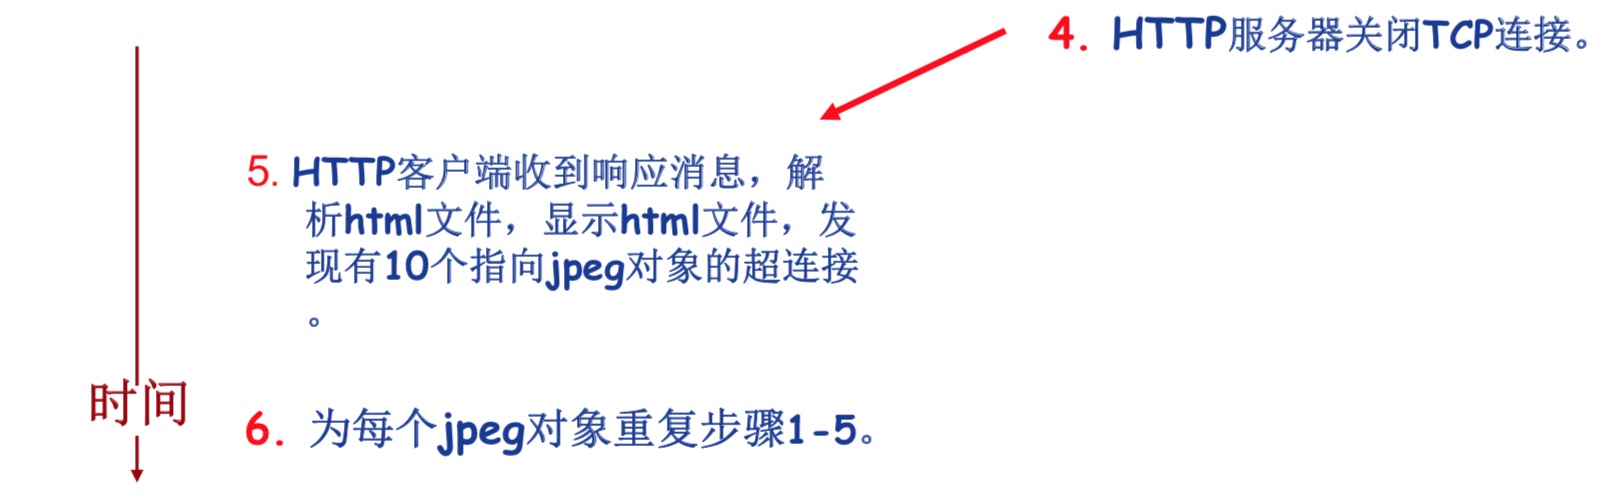 4. HTTP服务器关闭TCP连接。
5. HTTP客户端收到响应消息，解
析html文件，显示html文件，发
现有10个指向jpeg对象的超连接
。
时间
6. 为每个jpeg对象重复步骤1-5。